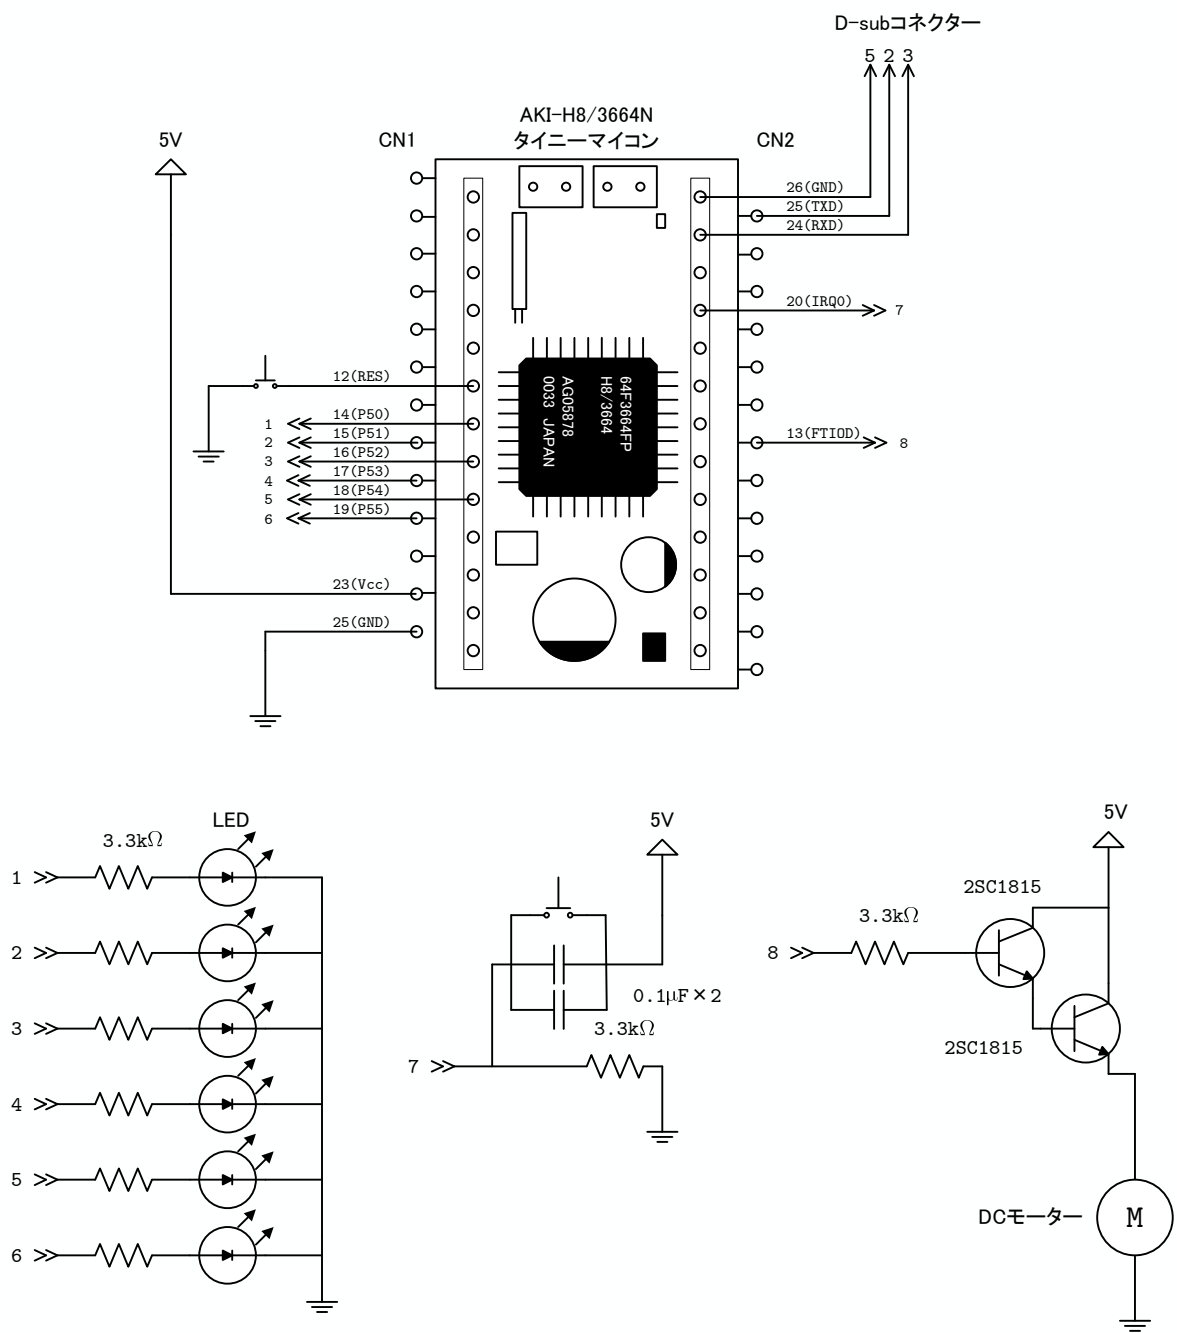 D-subコネクター
5 2 3
AKI-H8/3664N
タイニーマイコン
5V
CN1
CN2
26(GND)
25(TXD)
24(RXD)
20(IRQ0)
7
12(RES)
14(P50)
1
15(P51)
2
16(P52)
3
17(P53)
4
18(P54)
5
19(P55)
6
64F3664FP
H8/3664
AG05878
0033 JAPAN
13(FTIOD)
8
23(Vcc)
25(GND)
LED
3.3kΩ
1
2
3
4
5
6
5V
0.1μF×2
3.3kΩ
7
5V
2SC1815
3.3kΩ
8
2SC1815
DCモーター
M